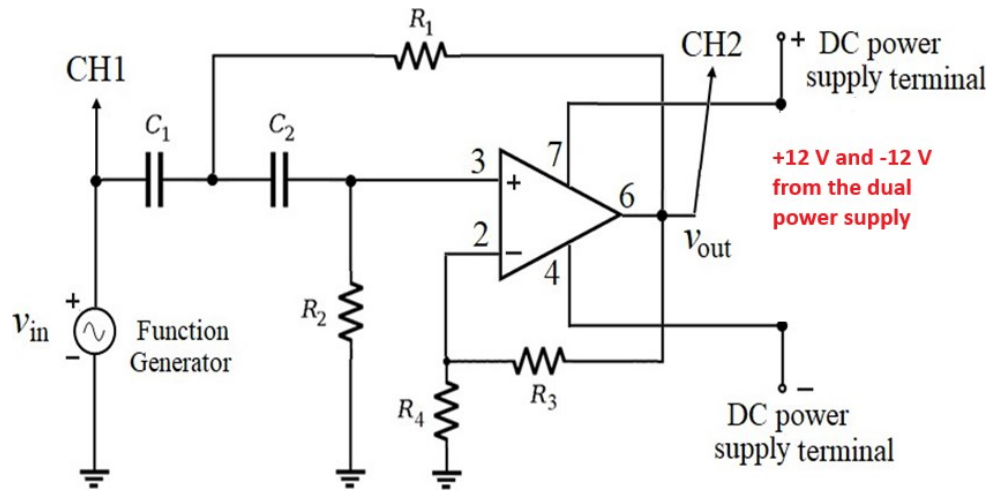 R1
CH1
CH2
+ DC power
supply terminal
C1
C2
3
7
+
6
+12 V and -12 V
from the dual
power supply
2
−
4
vout
R2
+
vin
−
Function
Generator
R3
R4
−
DC power
supply terminal